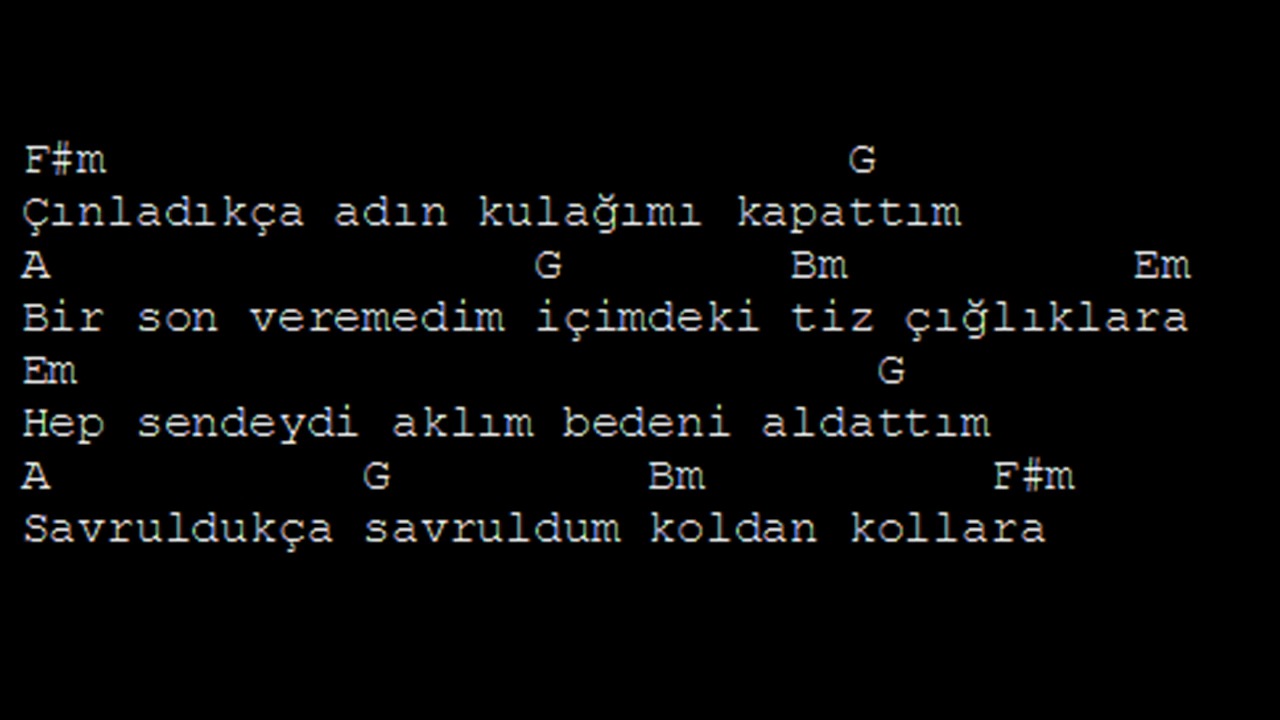 F#m                          G
Çınladıkça adın kulağımı kapattım
A                 G        Bm          Em
Bir son veremedim içimdeki tiz çığlıklara
Em                            G
Hep sendeydi aklım bedeni aldattım
A           G         Bm          F#m
Savruldukça savruldum koldan kollara